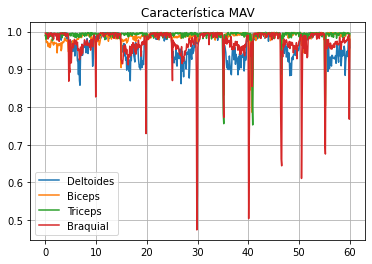 Característica MAV
1.0
0.9
0.8
0.7
0.6
0.5
Deltoides
Biceps
Triceps
Braquial
0 10 20 30 40 50 60